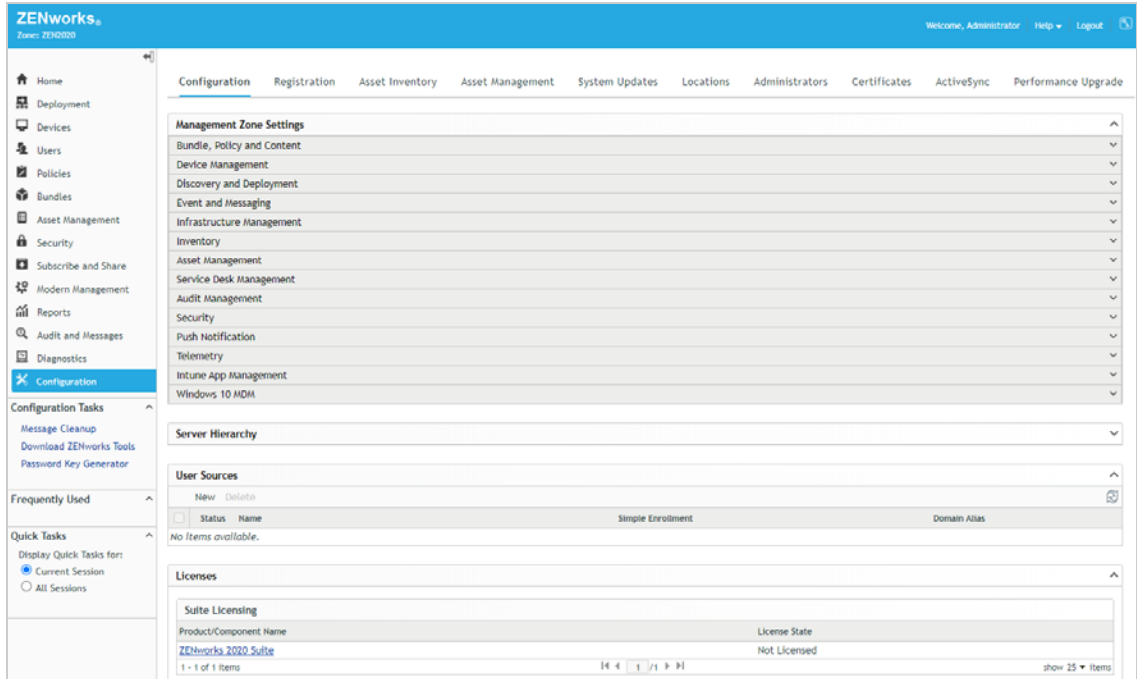 ZENworks®
Zone: ZEN2020
Welcome, Administrator Help Logout
Home
Deployment
Devices
Users
Policies
Bundles
Asset Management
Security
Subscribe and Share
Modern Management
Reports
Audit and Messages
Diagnostics
Configuration
Configuration Tasks
Message Cleanup
Download ZENworks Tools
Password Key Generator
Frequently Used
Quick Tasks
Display Quick Tasks for:
Current Session
All Sessions
Configuration Registration Asset Inventory Asset Management System Updates Locations Administrators Certificates ActiveSync Performance Upgrade
Management Zone Settings
Bundle, Policy and Content
Device Management
Discovery and Deployment
Event and Messaging
Infrastructure Management
Inventory
Asset Management
Service Desk Management
Audit Management
Security
Push Notification
Telemetry
Intune App Management
Windows 10 MDM
Server Hierarchy
User Sources
New Delete
Status Name Simple Enrollment Domain Alias
No items available.
Licenses
Suite Licensing
Product/Component Name License State
ZENworks 2020 Suite Not Licensed
1 - 1 of 1 items 1 /1 show 25 items